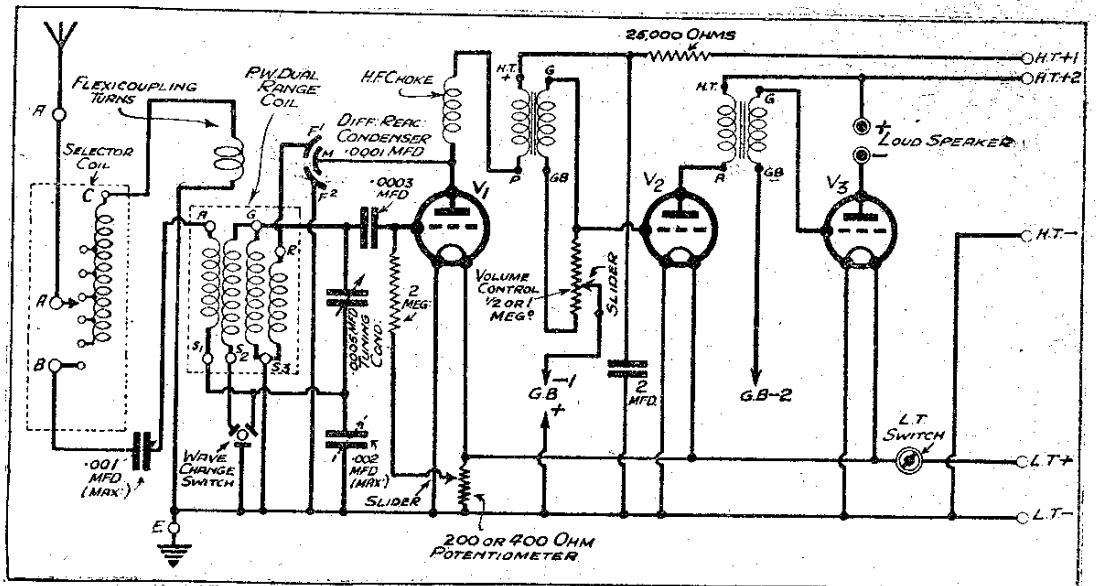 25,000 OHMS
H.T.+1
H.T.+2
FLEXICOUPLING
TURNS
P.W. DUAL
RANGE
COIL
H.F. CHOKE
H.T.
+
G
P
GB
H.T.
G
A
GB
-
+
-
LOUD SPEAKER
DIFF. REAC.
CONDENSER
.0001 MFD
F1
M
F2
.0003
MFD
V1
V2
V3
A
SELECTOR
COIL
C
A
B
A
G
R
S1
S2
S3
H.T.-
2
MEG:
.0005 MFD
TUNING
COND.
VOLUME
CONTROL
1/2 OR 1
MEGO
SLIDER
G.B-1
+
2
MFD.
G.B-2
L.T.
SWITCH
L.T+
.001
MFD
(MAX:)
WAVE
CHANGE
SWITCH
.002
MFD
(MAX)
SLIDER
L.T-
E
200 OR 400 OHM
POTENTIOMETER